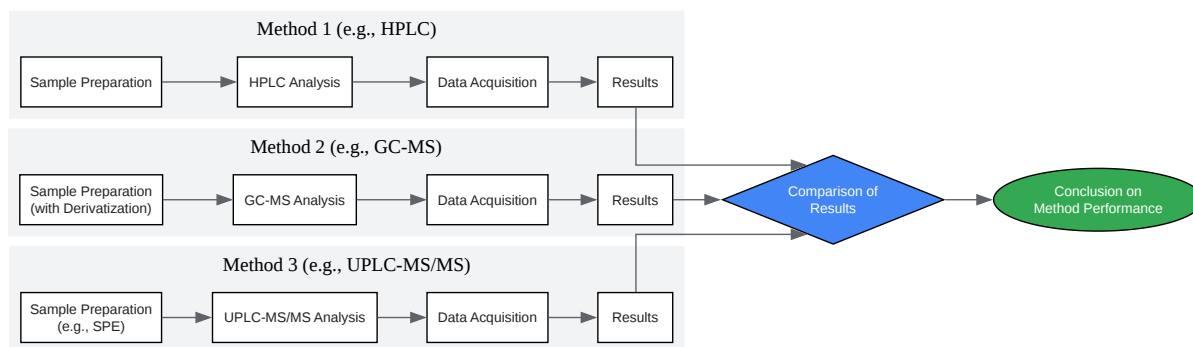 Method 1 (e.g., HPLC)
Sample Preparation
HPLC Analysis
Data Acquisition
Results
Method 2 (e.g., GC-MS)
Sample Preparation
(with Derivatization)
GC-MS Analysis
Data Acquisition
Results
Method 3 (e.g., UPLC-MS/MS)
Sample Preparation
(e.g., SPE)
UPLC-MS/MS Analysis
Data Acquisition
Results
Comparison of
Results
Conclusion on
Method Performance